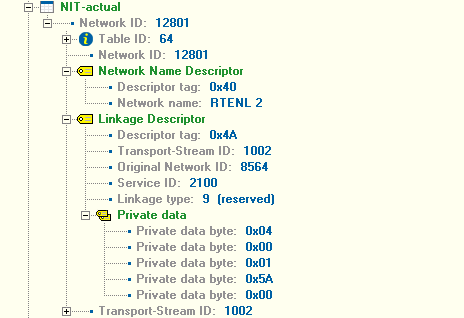 NIT-actual
Network ID: 12801
Table ID: 64
Network ID: 12801
Network Name Descriptor
Descriptor tag: 0x40
Network name: RTENL 2
Linkage Descriptor
Descriptor tag: 0x4A
Transport-Stream ID: 1002
Original Network ID: 8564
Service ID: 2100
Linkage type: 9 (reserved)
Private data
Private data byte: 0x04
Private data byte: 0x00
Private data byte: 0x01
Private data byte: 0x5A
Private data byte: 0x00
Transport-Stream ID: 1002